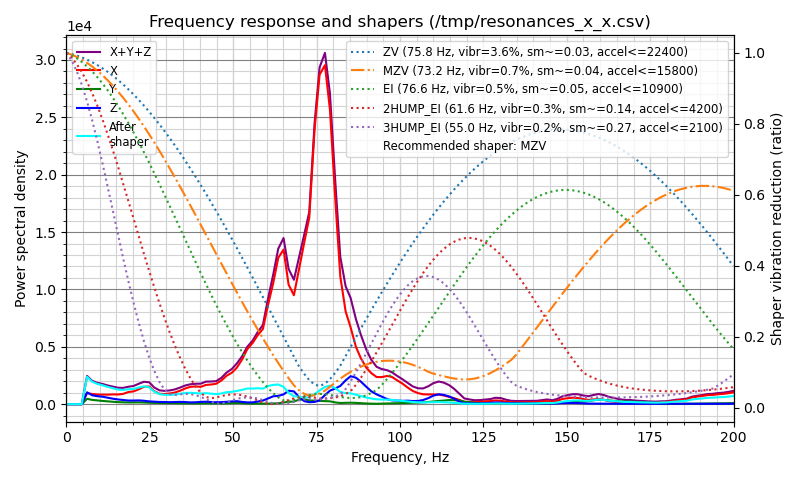 Frequency response and shapers (/tmp/resonances_x_x.csv)
1e4
X+Y+Z
X
Y
Z
After
shaper
ZV (75.8 Hz, vibr=3.6%, sm~=0.03, accel<=22400)
MZV (73.2 Hz, vibr=0.7%, sm~=0.04, accel<=15800)
EI (76.6 Hz, vibr=0.5%, sm~=0.05, accel<=10900)
2HUMP_EI (61.6 Hz, vibr=0.3%, sm~=0.14, accel<=4200)
3HUMP_EI (55.0 Hz, vibr=0.2%, sm~=0.27, accel<=2100)
Recommended shaper: MZV
Power spectral density
3.0
2.5
2.0
1.5
1.0
0.5
0.0
Shaper vibration reduction (ratio)
1.0
0.8
0.6
0.4
0.2
0.0
0 25 50 75 100 125 150 175 200
Frequency, Hz